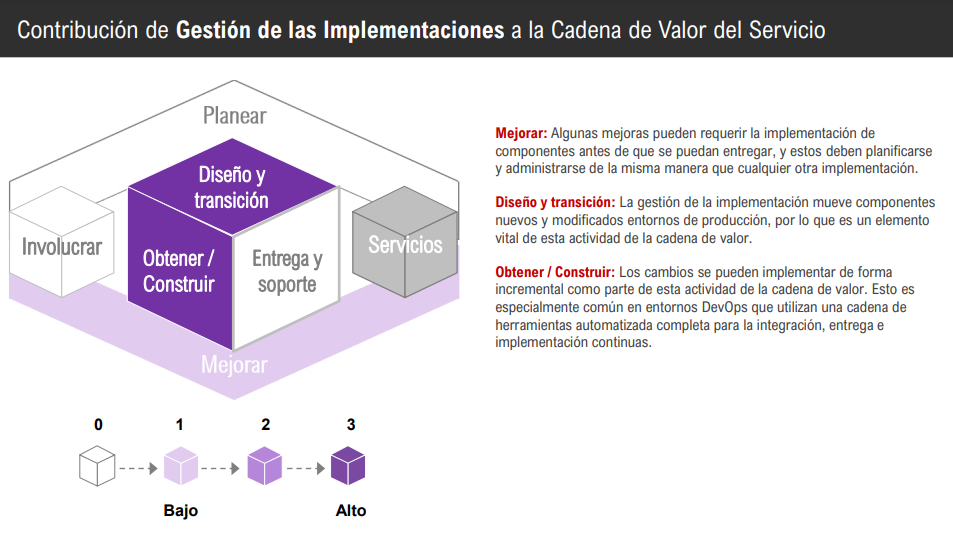 Contribución de Gestión de las Implementaciones a la Cadena de Valor del Servicio
Planear
Diseño y
transición
Involucrar
Obtener /
Construir
Entrega y
soporte
Servicios
Mejorar
0
1
2
3
Bajo
Alto
Mejorar: Algunas mejoras pueden requerir la implementación de
componentes antes de que se puedan entregar, y estos deben planificarse
y administrarse de la misma manera que cualquier otra implementación.
Diseño y transición: La gestión de la implementación mueve componentes
nuevos y modificados entornos de producción, por lo que es un elemento
vital de esta actividad de la cadena de valor.
Obtener / Construir: Los cambios se pueden implementar de forma
incremental como parte de esta actividad de la cadena de valor. Esto es
especialmente común en entornos DevOps que utilizan una cadena de
herramientas automatizada completa para la integración, entrega e
implementación continuas.